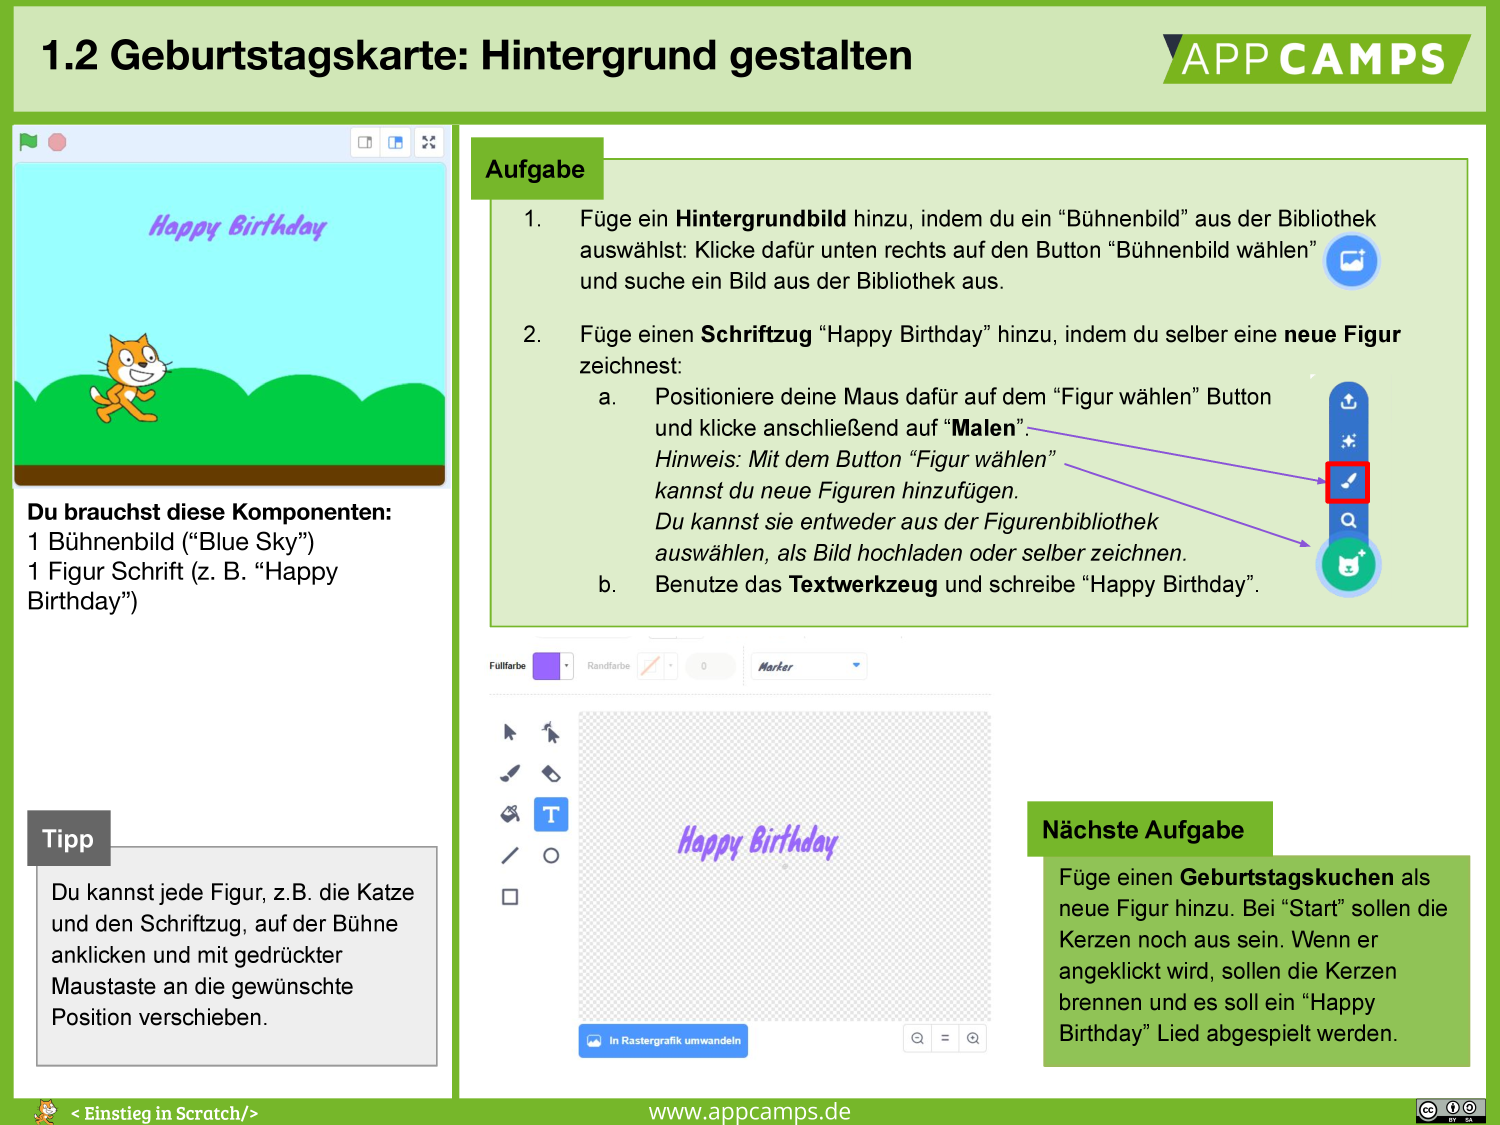 1.2 Geburtstagskarte: Hintergrund gestalten
APP CAMPS
Happy Birthday
Du brauchst diese Komponenten:
1 Bühnenbild (“Blue Sky”)
1 Figur Schrift (z. B. “Happy
Birthday”)
Tipp
Du kannst jede Figur, z.B. die Katze
und den Schriftzug, auf der Bühne
anklicken und mit gedrückter
Maustaste an die gewünschte
Position verschieben.
Aufgabe
1. Füge ein Hintergrundbild hinzu, indem du ein “Bühnenbild” aus der Bibliothek
auswählst: Klicke dafür unten rechts auf den Button “Bühnenbild wählen”
und suche ein Bild aus der Bibliothek aus.
2. Füge einen Schriftzug “Happy Birthday” hinzu, indem du selber eine neue Figur
zeichnest:
a. Positioniere deine Maus dafür auf dem “Figur wählen” Button
und klicke anschließend auf “Malen”.
Hinweis: Mit dem Button “Figur wählen”
kannst du neue Figuren hinzufügen.
Du kannst sie entweder aus der Figurenbibliothek
auswählen, als Bild hochladen oder selber zeichnen.
b. Benutze das Textwerkzeug und schreibe “Happy Birthday”.
Fullfarbe
Randfarbe
0
Marker
T
Happy Birthday
In Rastergrafik umwandeln
Nächste Aufgabe
Füge einen Geburtstagskuchen als
neue Figur hinzu. Bei “Start” sollen die
Kerzen noch aus sein. Wenn er
angeklickt wird, sollen die Kerzen
brennen und es soll ein “Happy
Birthday” Lied abgespielt werden.
< Einstieg in Scratch/>
www.appcamps.de
cc BY SA